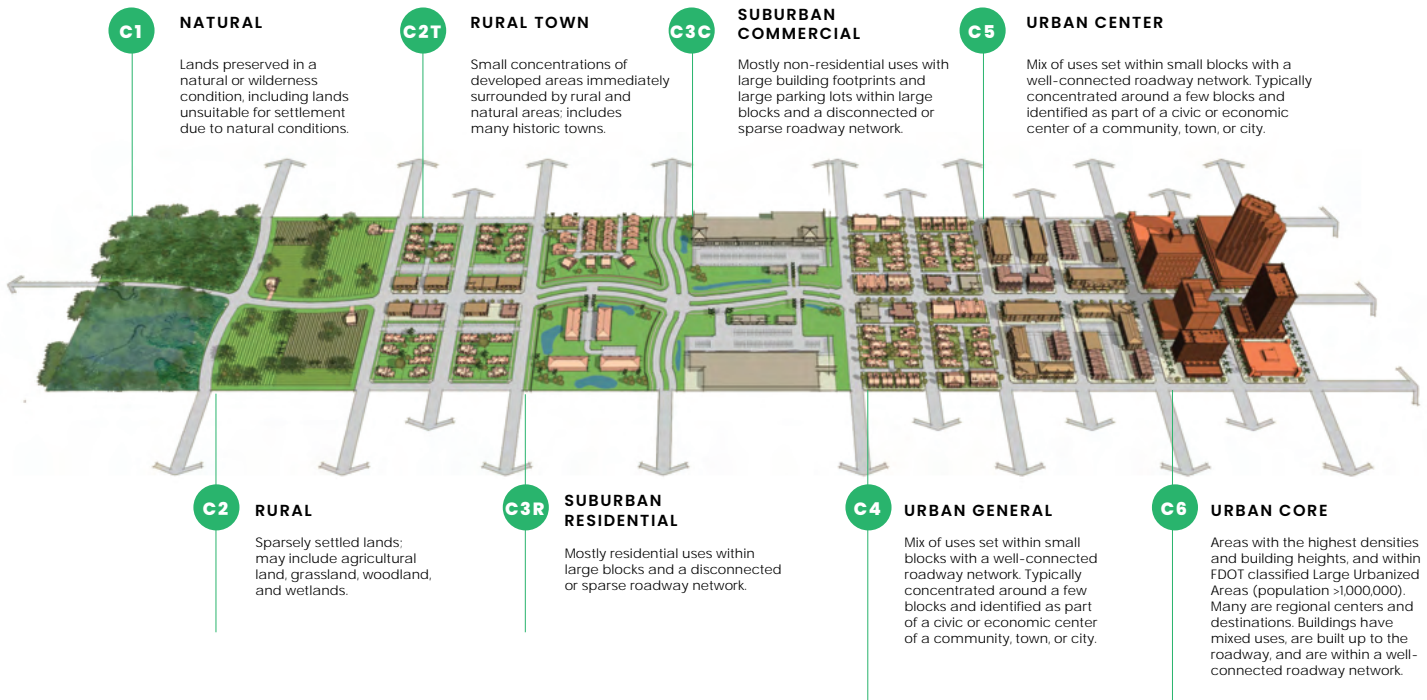 C1
NATURAL
Lands preserved in a
natural or wilderness
condition, including lands
unsuitable for settlement
due to natural conditions.
C2T
RURAL TOWN
Small concentrations of
developed areas immediately
surrounded by rural and
natural areas; includes
many historic towns.
C3C
SUBURBAN
COMMERCIAL
Mostly non-residential uses with
large building footprints and
large parking lots within large
blocks and a disconnected or
sparse roadway network.
C5
URBAN CENTER
Mix of uses set within small blocks with a
well-connected roadway network. Typically
concentrated around a few blocks and
identified as part of a civic or economic
center of a community, town, or city.
C2
RURAL
Sparsely settled lands;
may include agricultural
land, grassland, woodland,
and wetlands.
C3R
SUBURBAN
RESIDENTIAL
Mostly residential uses within
large blocks and a disconnected
or sparse roadway network.
C4
URBAN GENERAL
Mix of uses set within small
blocks with a well-connected
roadway network. Typically
concentrated around a few
blocks and identified as part
of a civic or economic center
of a community, town, or city.
C6
URBAN CORE
Areas with the highest densities
and building heights, and within
FDOT classified Large Urbanized
Areas (population >1,000,000).
Many are regional centers and
destinations. Buildings have
mixed uses, are built up to the
roadway, and are within a well-
connected roadway network.